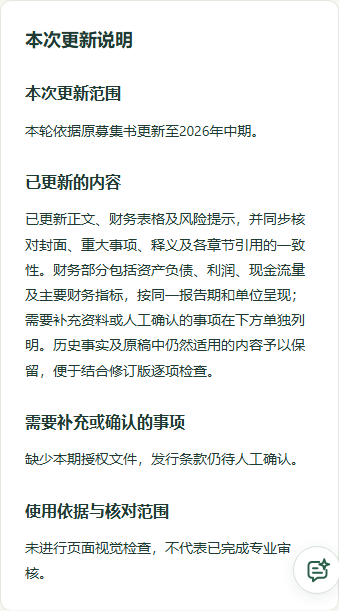 本次更新说明
本次更新范围
本轮依据原募集书更新至2026年中期。
已更新的内容
已更新正文、财务表格及风险提示，并同步核
对封面、重大事项、释义及各章节引用的一致
性。财务部分包括资产负债、利润、现金流量
及主要财务指标，按同一报告期和单位呈现；
需要补充资料或人工确认的事项在下方单独列
明。历史事实及原稿中仍然适用的内容予以保
留，便于结合修订版逐项检查。
需要补充或确认的事项
缺少本期授权文件，发行条款仍待人工确认。
使用依据与核对范围
未进行页面视觉检查，不代表已完成专业审
核。